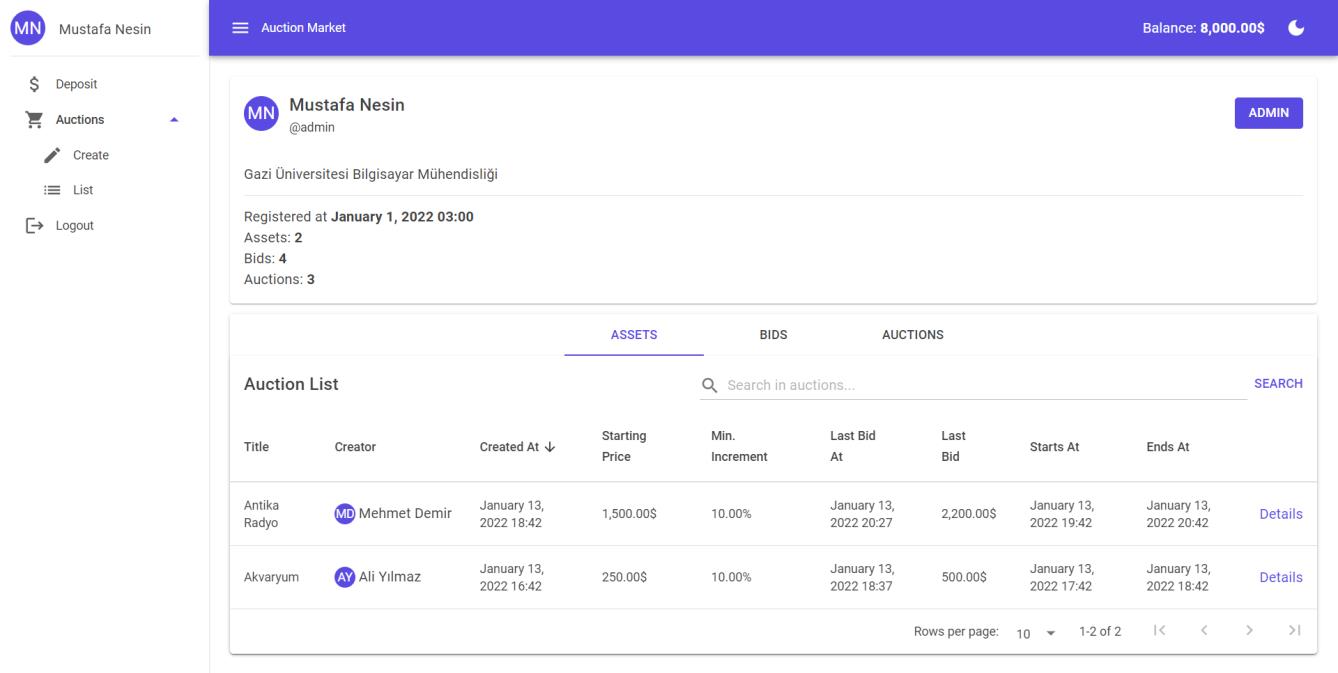 MN Mustafa Nesin
Deposit
Auctions
Create
List
Logout
Auction Market
Balance: 8,000.00$
MN
Mustafa Nesin
@admin
ADMIN
Gazi Üniversitesi Bilgisayar Mühendisliği
Registered at January 1, 2022 03:00
Assets: 2
Bids: 4
Auctions: 3
ASSETS BIDS AUCTIONS
Auction List
Search in auctions...
SEARCH
Title
Creator
Created At
Starting
Price
Min.
Increment
Last Bid
At
Last
Bid
Starts At
Ends At
Antika
Radyo
MD Mehmet Demir
January 13,
2022 18:42
1,500.00$
10.00%
January 13,
2022 20:27
2,200.00$
January 13,
2022 19:42
January 13,
2022 20:42
Details
Akvaryum
AY Ali Yılmaz
January 13,
2022 16:42
250.00$
10.00%
January 13,
2022 18:37
500.00$
January 13,
2022 17:42
January 13,
2022 18:42
Details
Rows per page: 10 1-2 of 2